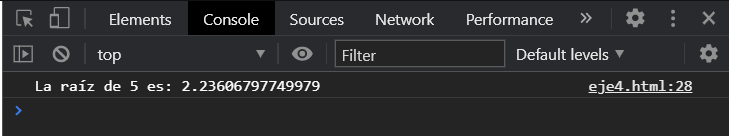 Elements Console Sources Network Performance »
top ▼ Filter Default levels ▼
La raíz de 5 es: 2.23606797749979 eje4.html:28
>